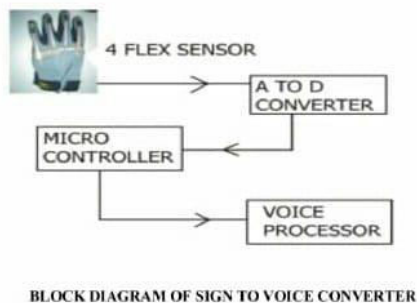 4 FLEX SENSOR
A TO D
CONVERTER
MICRO
CONTROLLER
VOICE
PROCESSOR
BLOCK DIAGRAM OF SIGN TO VOICE CONVERTER